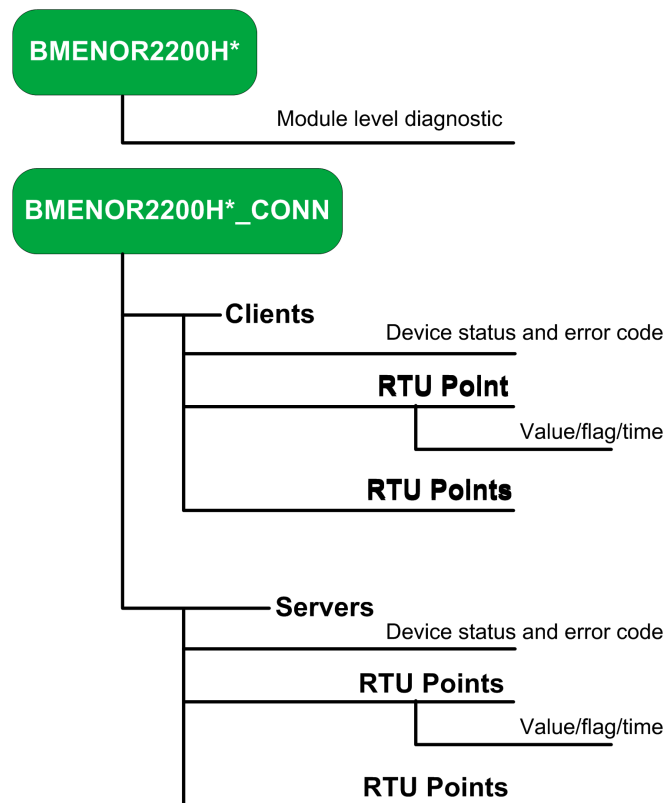 BMENOR2200H*
Module level diagnostic
BMENOR2200H*_CONN
Clients
Device status and error code
RTU Point
Value/flag/time
RTU Points
Servers
Device status and error code
RTU Points
Value/flag/time
RTU Points